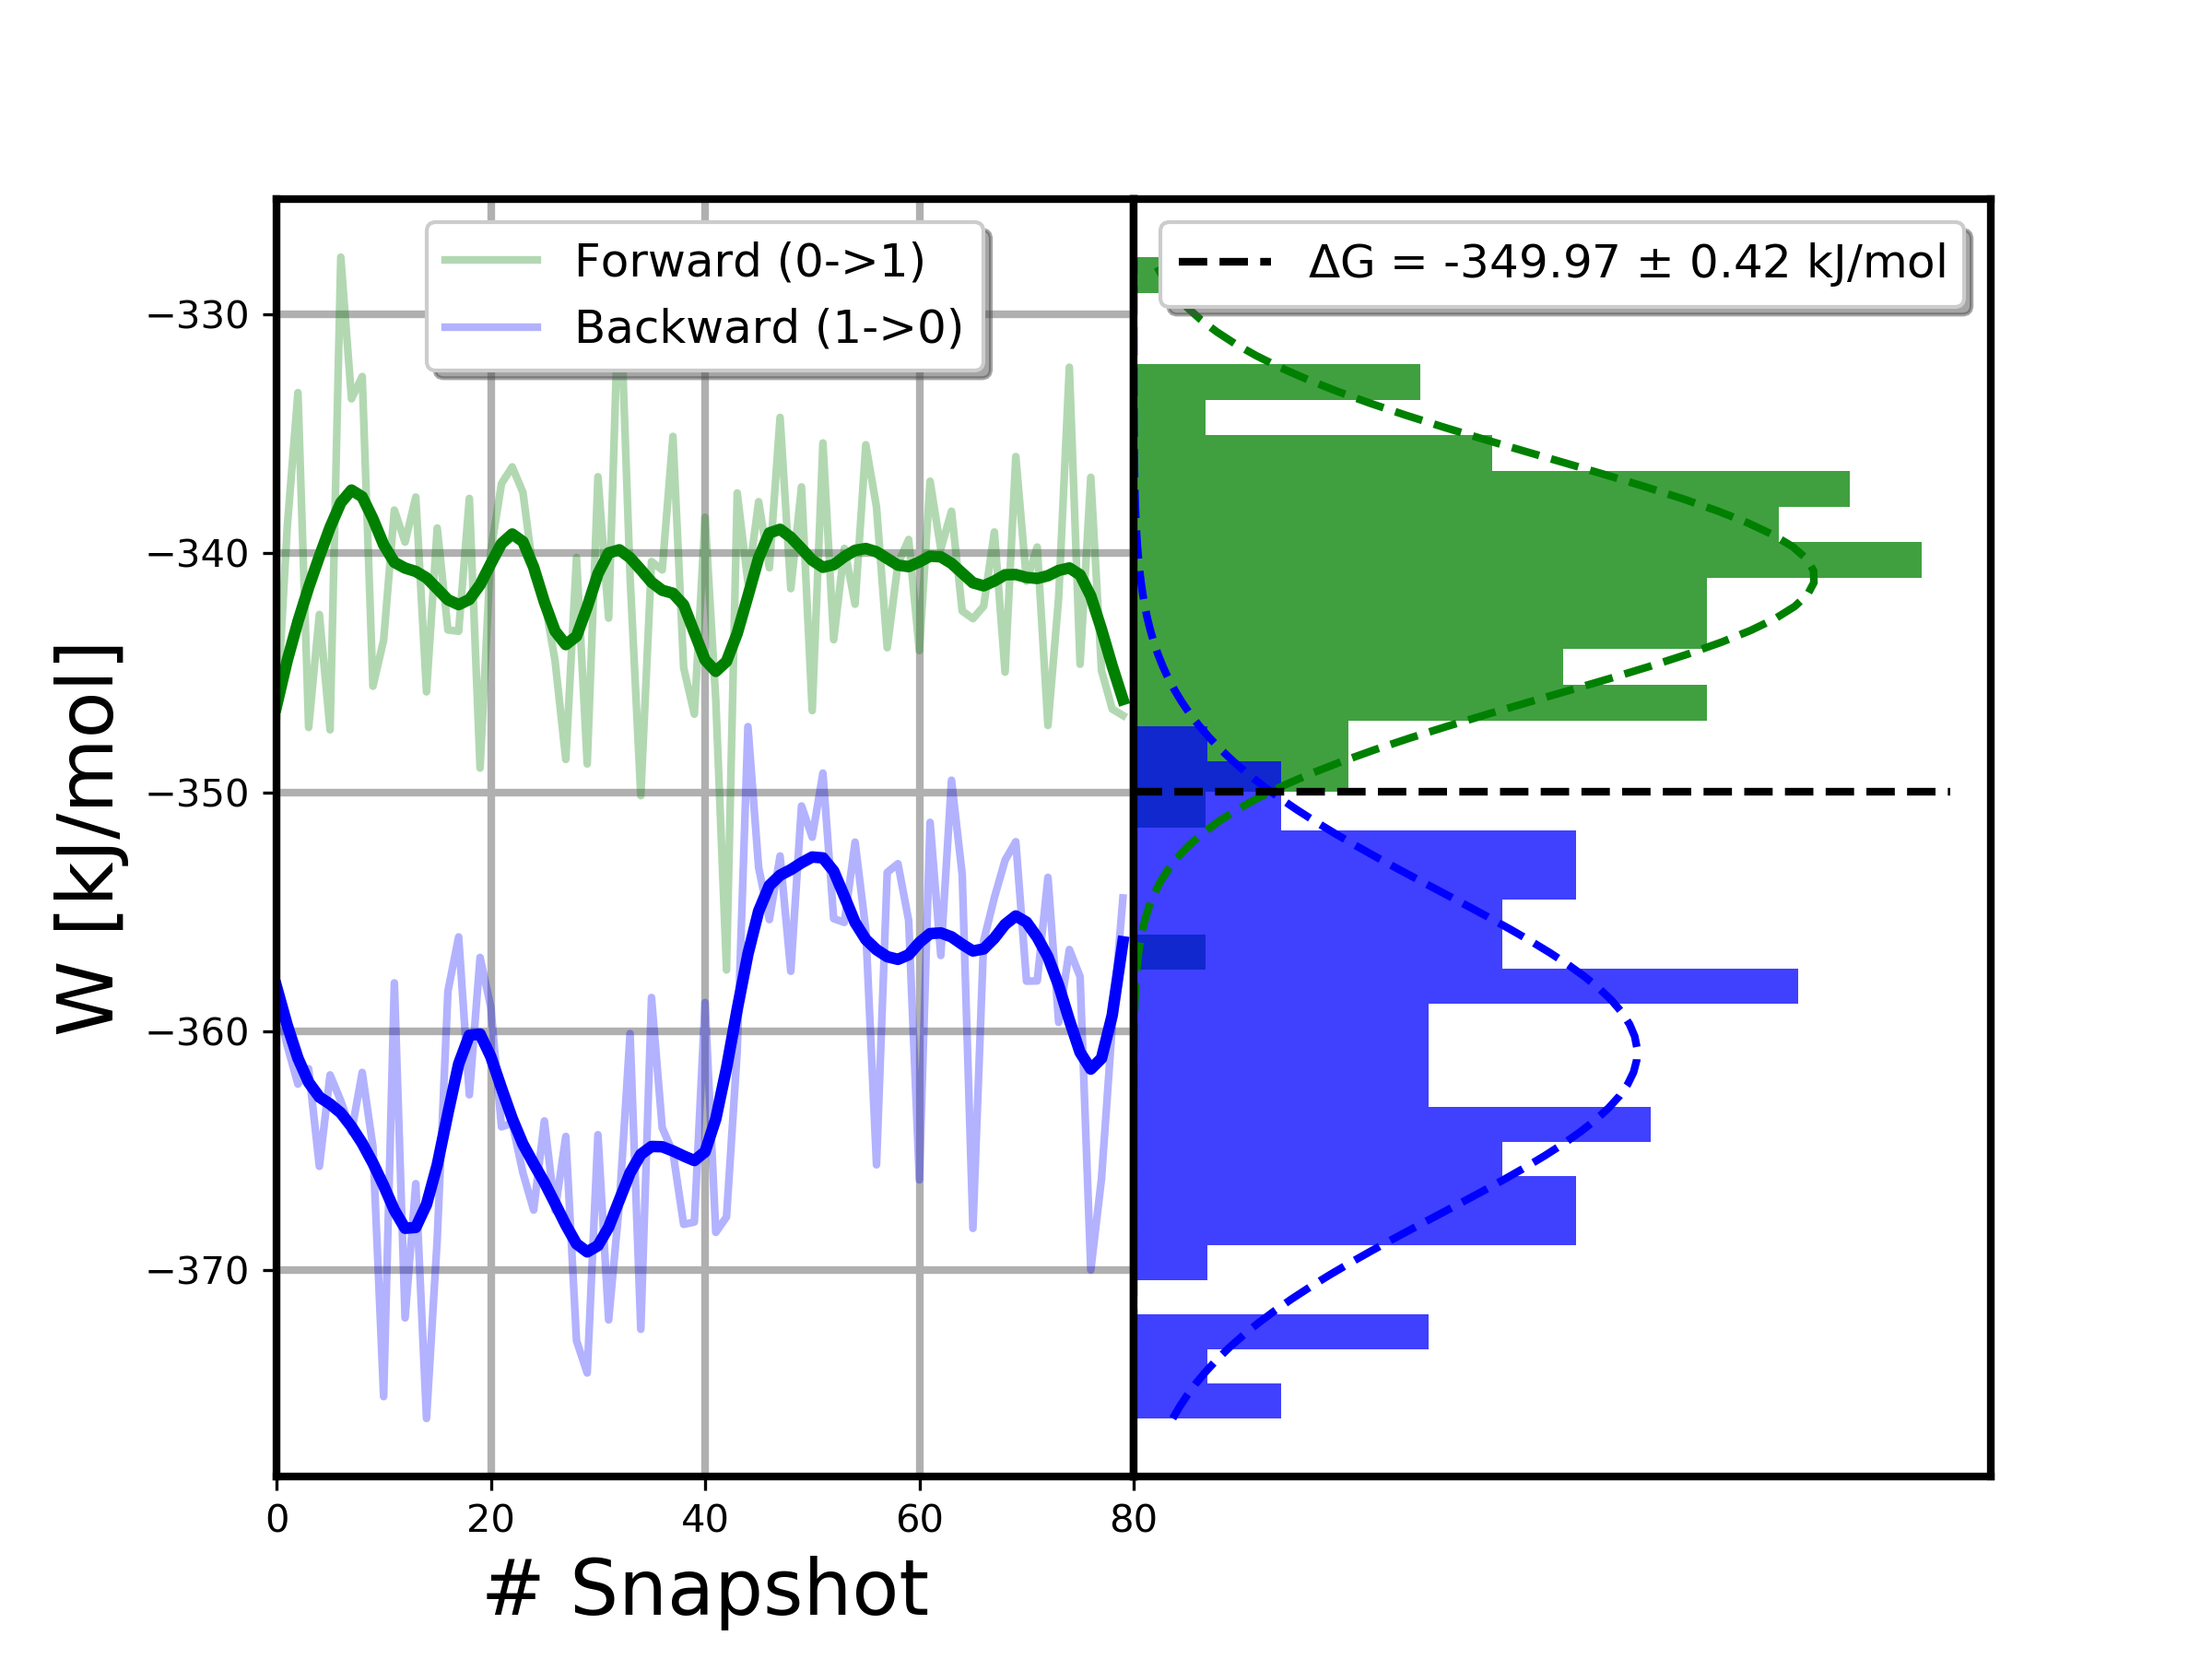 Forward (0->1)
Backward (1->0)
ΔG = -349.97 ± 0.42 kJ/mol
W [kJ/mol]
−330
−340
−350
−360
−370
0 20 40 60 80
# Snapshot